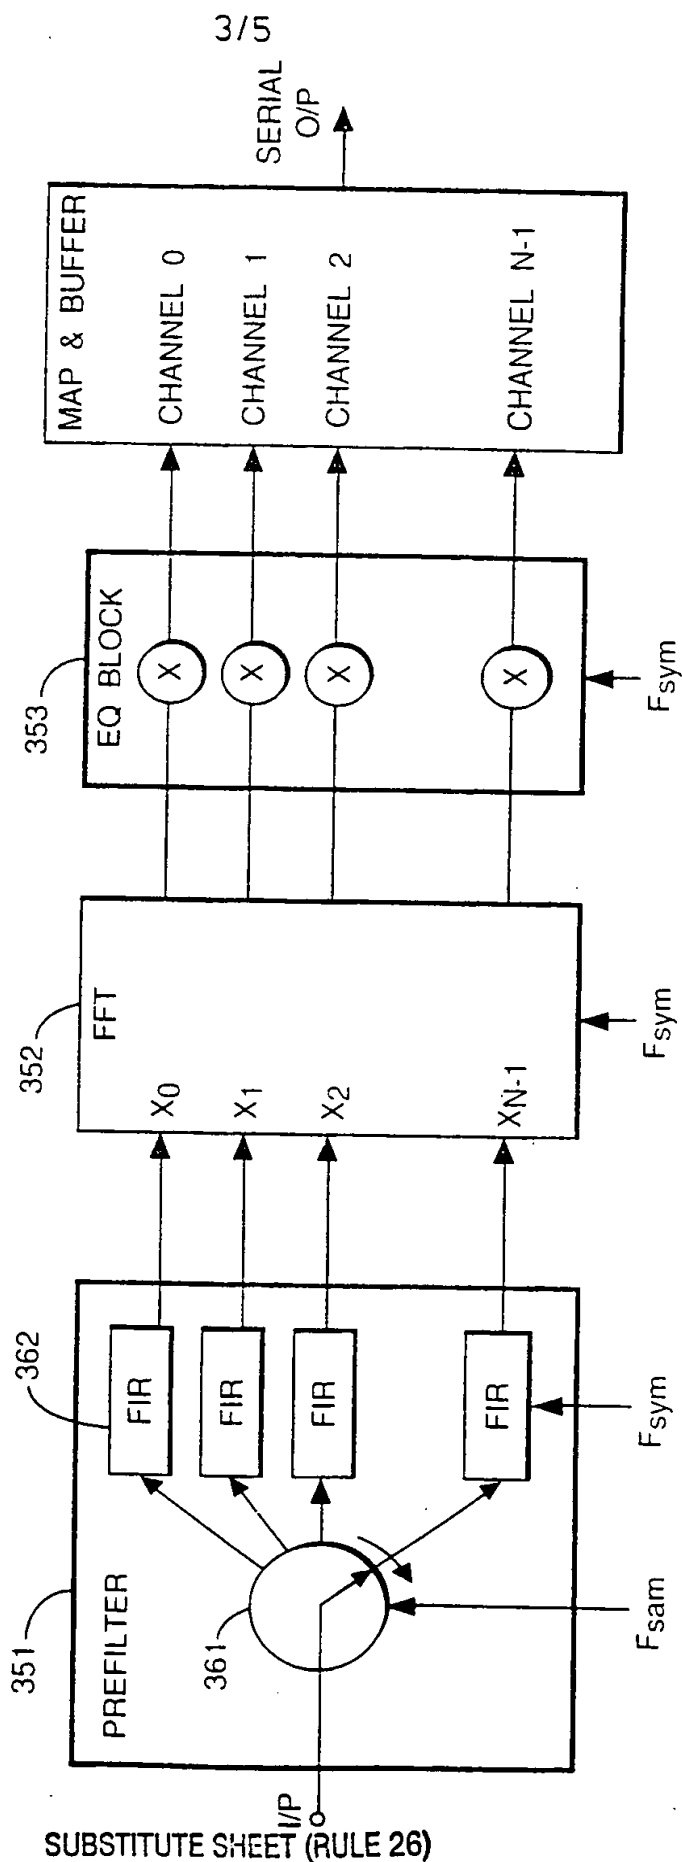 3/5
SERIAL
O/P
MAP & BUFFER
CHANNEL 0
CHANNEL 1
CHANNEL 2
CHANNEL N-1
353
EQ BLOCK
X
X
X
X
Fsym
352
FFT
X0
X1
X2
XN-1
Fsym
362
FIR
FIR
FIR
FIR
Fsym
351
PREFILTER
361
Fsam
I/P
SUBSTITUTE SHEET (RULE 26)